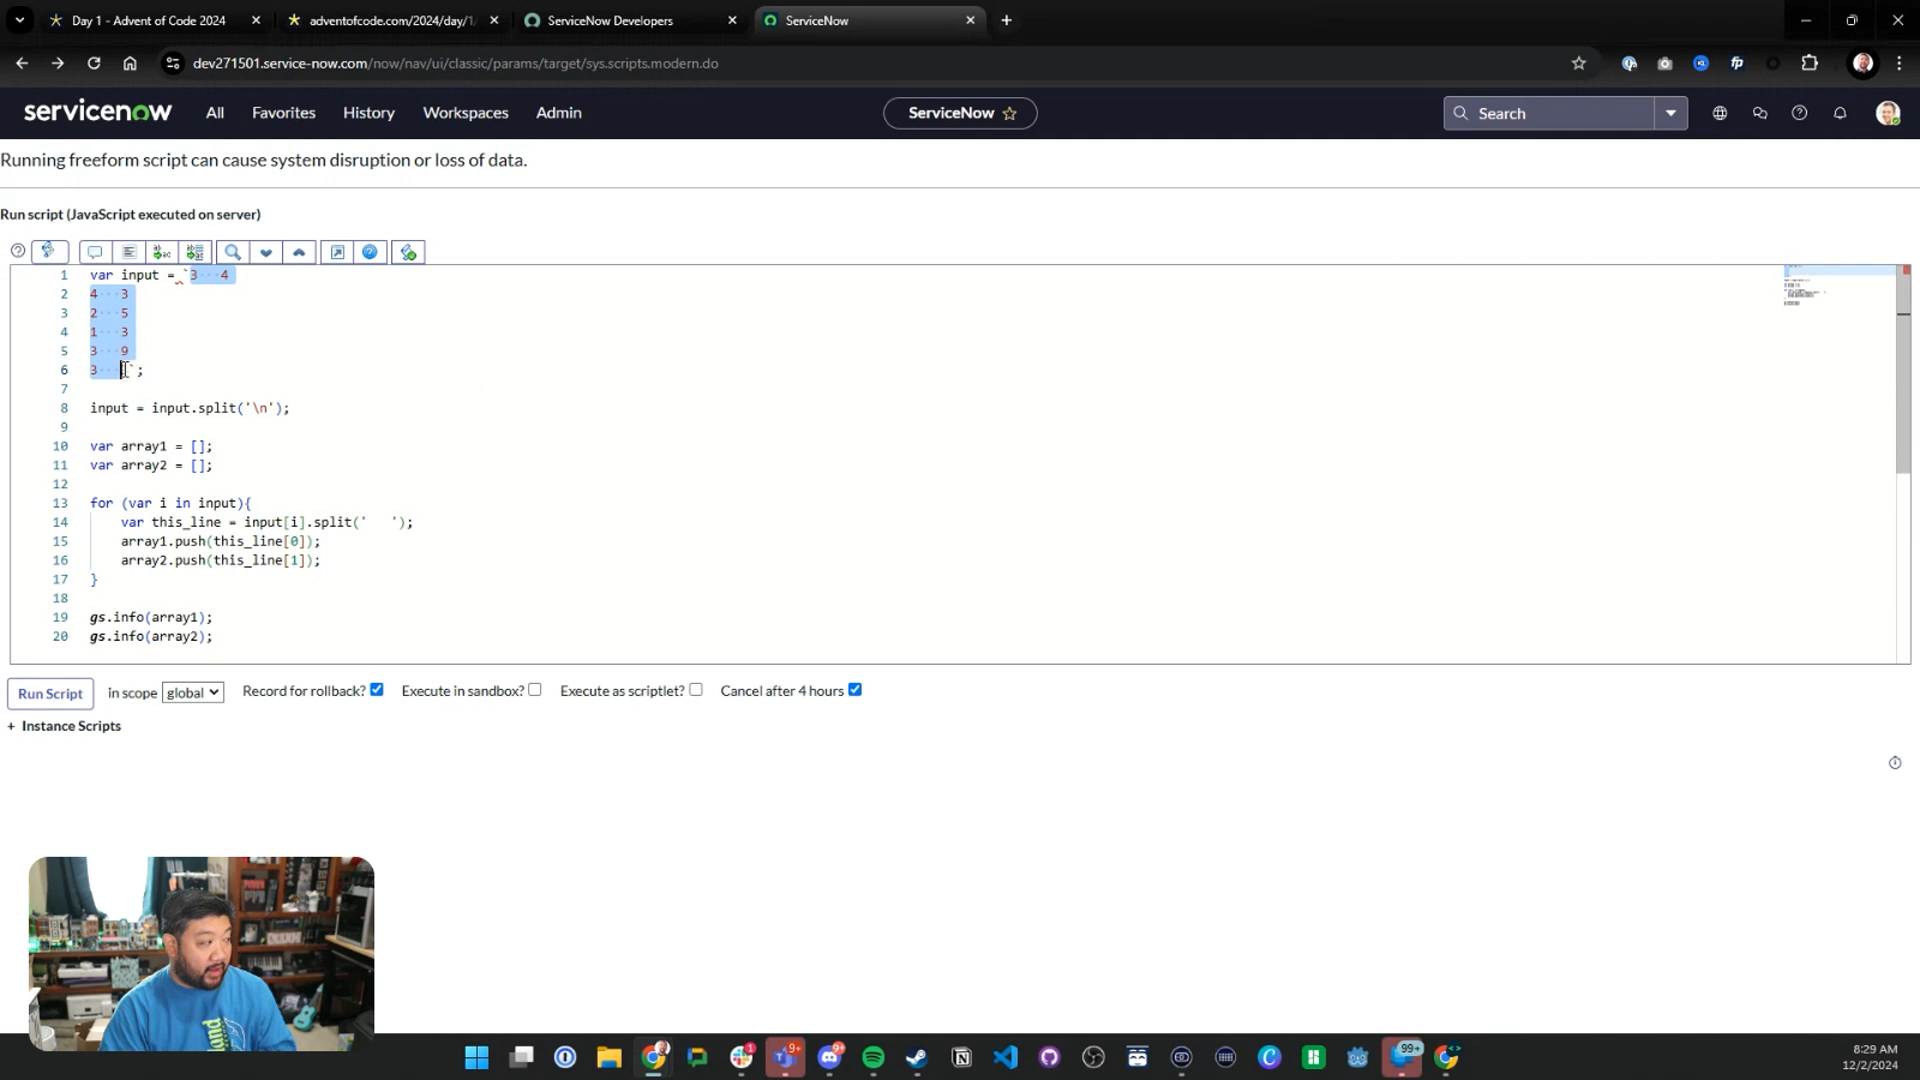 Day 1 - Advent of Code 2024
adventofcode.com/2024/day/1/
ServiceNow Developers
ServiceNow
dev271501.service-now.com/now/nav/ui/classic/params/target/sys.scripts.modern.do
servicenow
All
Favorites
History
Workspaces
Admin
ServiceNow
Search
Running freeform script can cause system disruption or loss of data.
Run script (JavaScript executed on server)
1 var input = `3···4
2 4···3
3 2···5
4 1···3
5 3···9
6 3···`;
7
8 input = input.split('\n');
9
10 var array1 = [];
11 var array2 = [];
12
13 for (var i in input){
14 var this_line = input[i].split('   ');
15 array1.push(this_line[0]);
16 array2.push(this_line[1]);
17 }
18
19 gs.info(array1);
20 gs.info(array2);
Run Script in scope global Record for rollback? Execute in sandbox? Execute as scriptlet? Cancel after 4 hours
+ Instance Scripts
1
9+
9+
99+
8:29 AM
12/2/2024